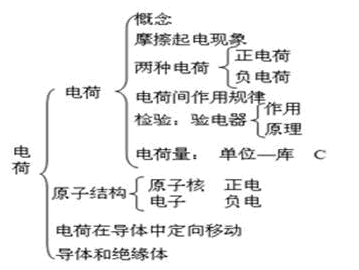 概念
摩擦起电现象
两种电荷
正电荷
负电荷
电荷
电荷间作用规律
检验：验电器
作用
原理
电荷量： 单位—库 C
电荷
原子结构
原子核 正电
电子 负电
电荷在导体中定向移动
导体和绝缘体